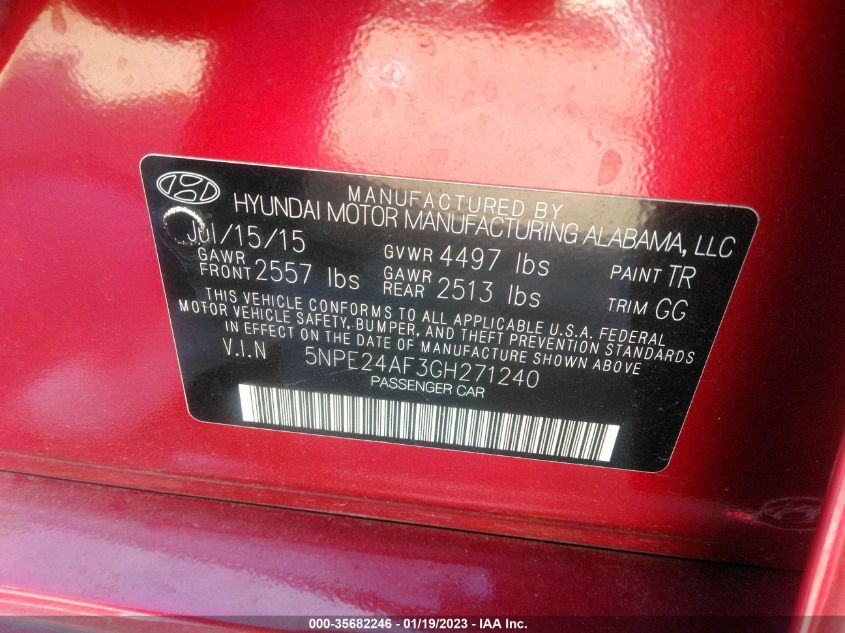 MANUFACTURED BY
HYUNDAI MOTOR MANUFACTURING ALABAMA, LLC
Jul/15/15 GVWR 4497 lbs PAINT TR
GAWR FRONT 2557 lbs GAWR REAR 2513 lbs TRIM GG
THIS VEHICLE CONFORMS TO ALL APPLICABLE U.S.A. FEDERAL
MOTOR VEHICLE SAFETY, BUMPER, AND THEFT PREVENTION STANDARDS
IN EFFECT ON THE DATE OF MANUFACTURE SHOWN ABOVE
V.I.N 5NPE24AF3GH271240
PASSENGER CAR
000-35682246 - 01/19/2023 - IAA Inc.